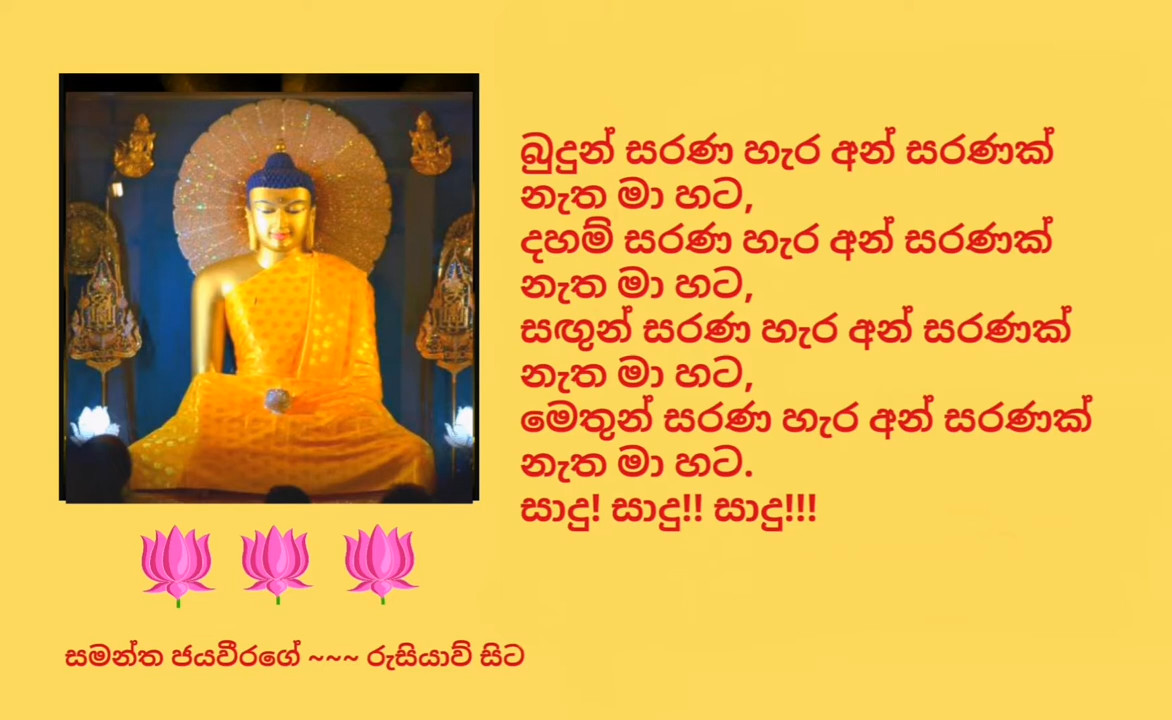 බුදුන් සරණ හැර අන් සරණක්
නැත මා හට,
දහම් සරණ හැර අන් සරණක්
නැත මා හට,
සඟුන් සරණ හැර අන් සරණක්
නැත මා හට,
මෙතුන් සරණ හැර අන් සරණක්
නැත මා හට.
සාදු! සාදු!! සාදු!!!
සමන්ත ජයවීරගේ ~~~ රුසියාව් සිට